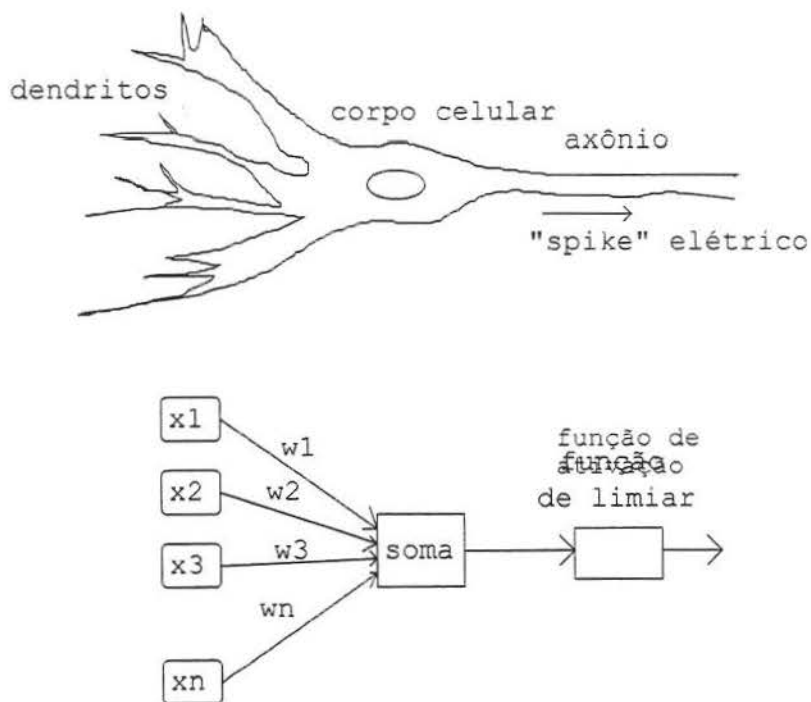 dendritos
corpo celular
axônio
"spike" elétrico
x1
w1
x2
w2
x3
w3
soma
wn
xn
função de
ativação
função
de limiar